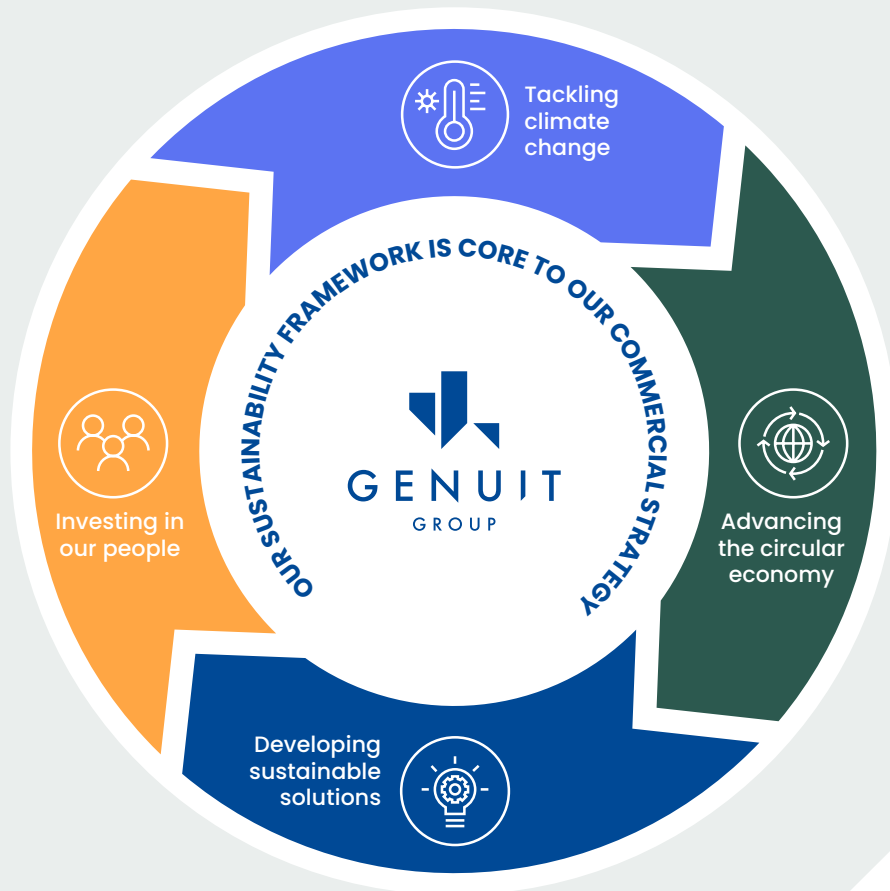 Tackling
climate
change
OUR SUSTAINABILITY FRAMEWORK IS CORE TO OUR COMMERCIAL STRATEGY
GENUIT
GROUP
Investing in
our people
Advancing
the circular
economy
Developing
sustainable
solutions